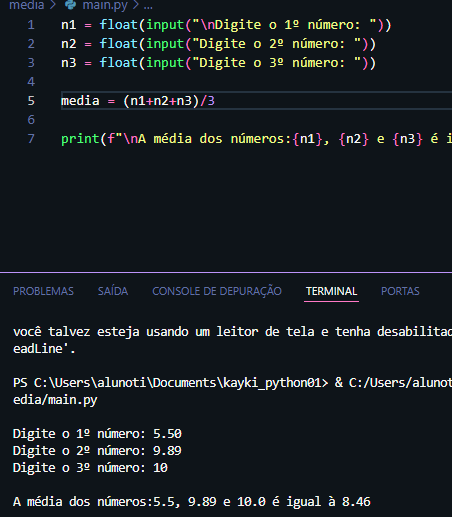 media > main.py > ...
1 n1 = float(input("\nDigite o 1º número: "))
2 n2 = float(input("Digite o 2º número: "))
3 n3 = float(input("Digite o 3º número: "))
4
5 media = (n1+n2+n3)/3
6
7 print(f"\nA média dos números:{n1}, {n2} e {n3} é i
PROBLEMAS SAÍDA CONSOLE DE DEPURAÇÃO TERMINAL PORTAS
você talvez esteja usando um leitor de tela e tenha desabilitad
eadLine'.
PS C:\Users\alunoti\Documents\kayki_python01> & C:/Users/aluno
edia/main.py
Digite o 1º número: 5.50
Digite o 2º número: 9.89
Digite o 3º número: 10
A média dos números:5.5, 9.89 e 10.0 é igual à 8.46